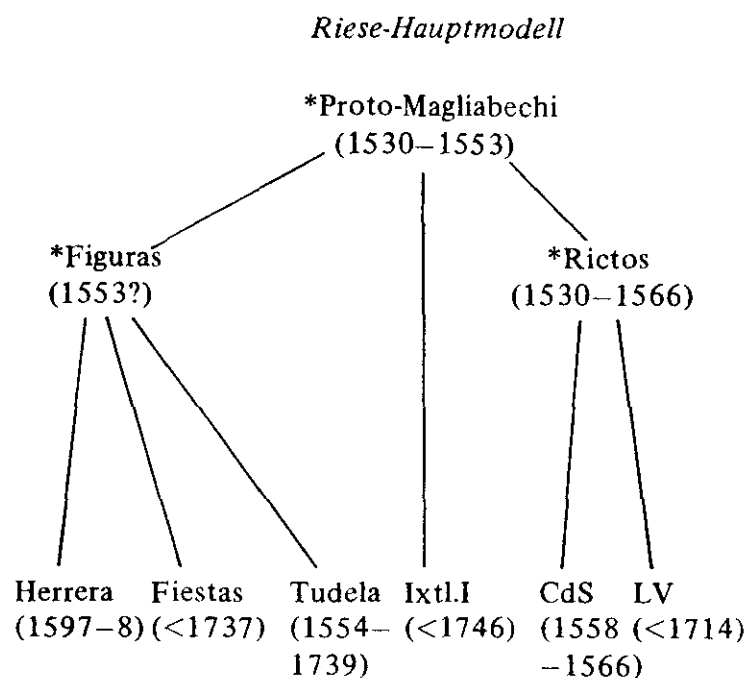 Riese-Hauptmodell
*Proto-Magliabechi
(1530–1553)
*Figuras
(1553?)
*Rictos
(1530–1566)
Herrera Fiestas Tudela Ixtl.I CdS LV
(1597–8) (<1737) (1554– (<1746) (1558 (<1714)
1739) –1566)